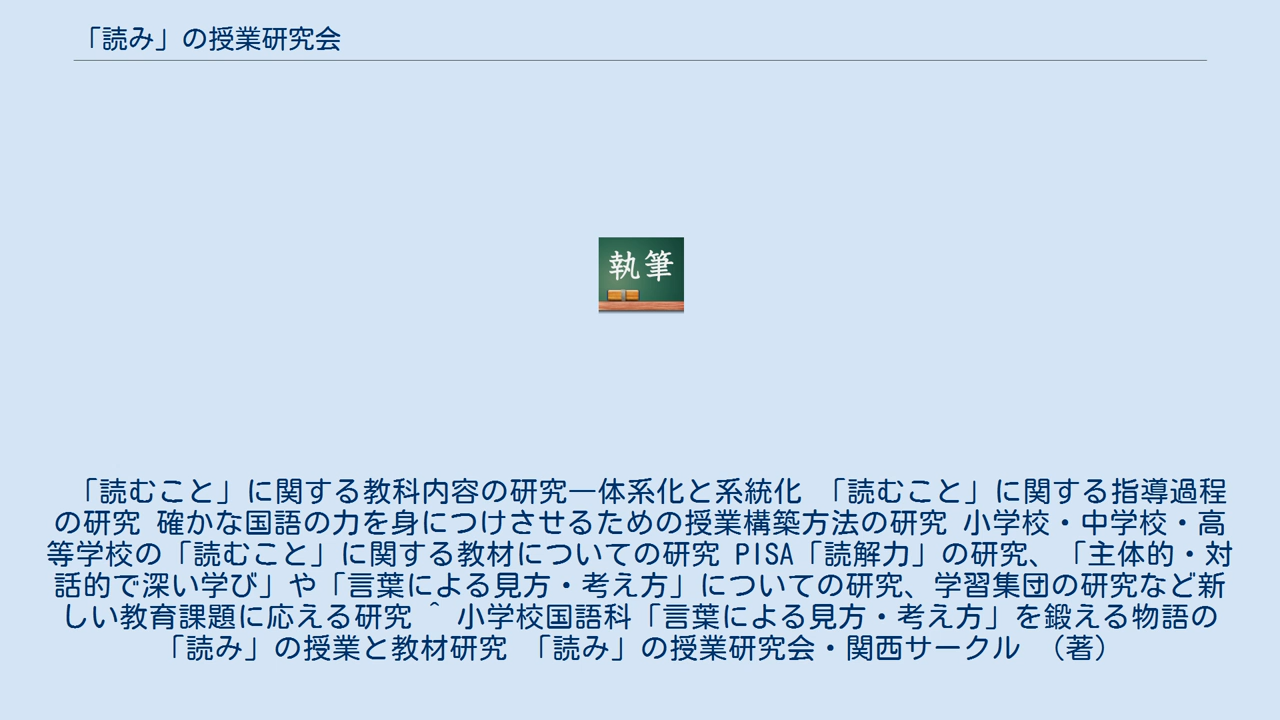 「読み」の授業研究会
執筆
「読むこと」に関する教科内容の研究―体系化と系統化 「読むこと」に関する指導過程
の研究 確かな国語の力を身につけさせるための授業構築方法の研究 小学校・中学校・高
等学校の「読むこと」に関する教材についての研究 PISA「読解力」の研究、 「主体的・対
話的で深い学び」や「言葉による見方・考え方」についての研究、学習集団の研究など新
しい教育課題に応える研究 ^ 小学校国語科「言葉による見方・考え方」を鍛える物語の
「読み」の授業と教材研究 「読み」の授業研究会・関西サークル （著）